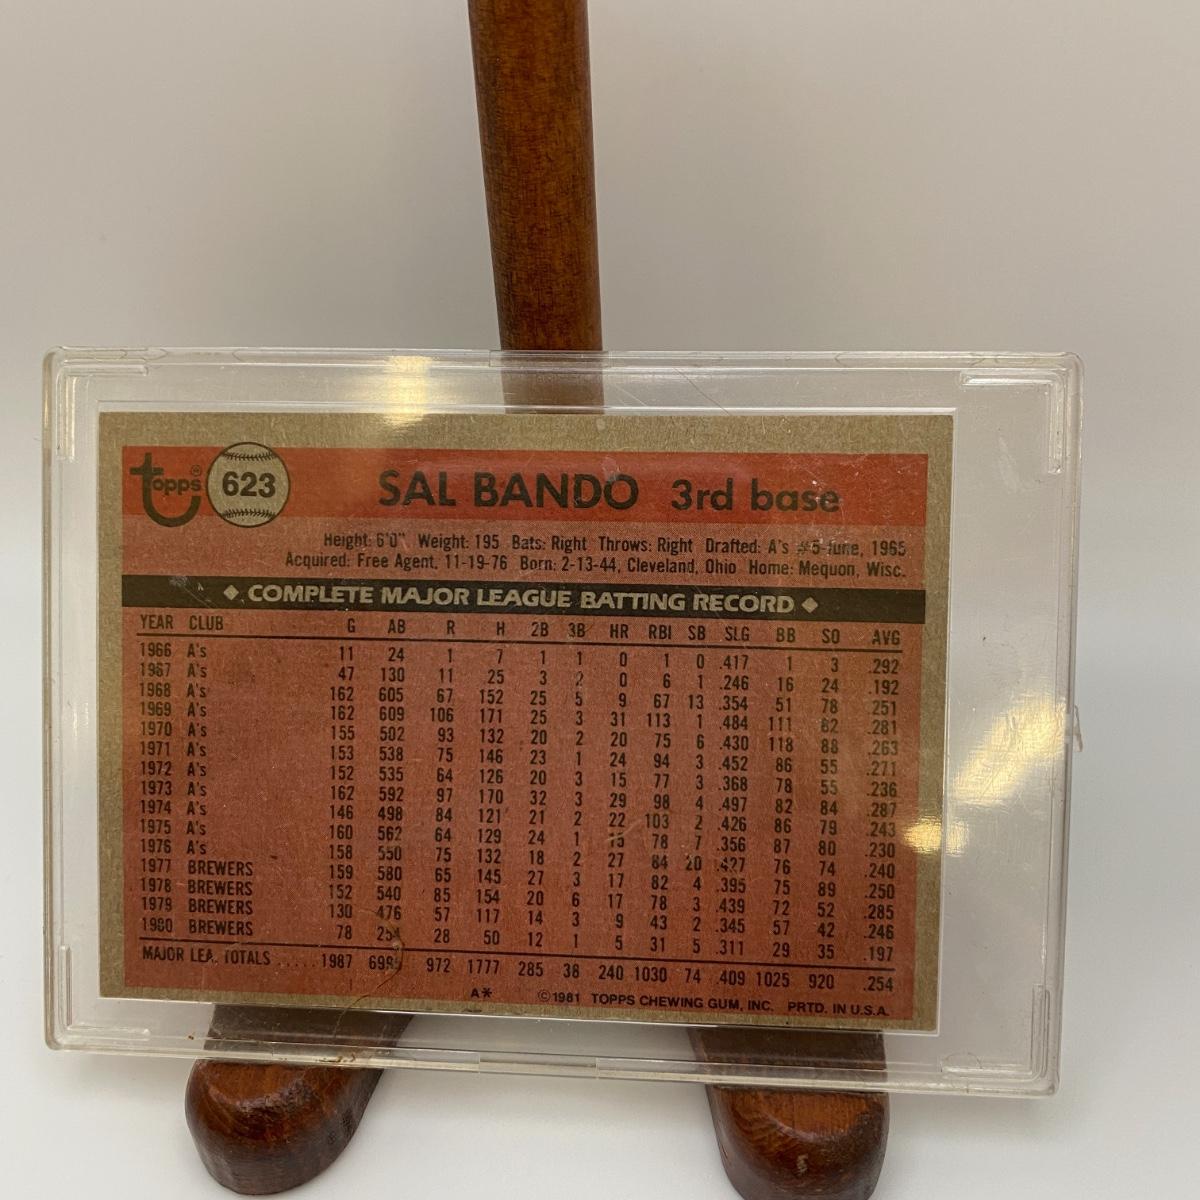 topps® 623 SAL BANDO 3rd base
Height: 6'0" Weight: 195 Bats: Right Throws: Right Drafted: A's #5-June, 1965
Acquired: Free Agent, 11-19-76 Born: 2-13-44, Cleveland, Ohio Home: Mequon, Wisc.
◆ COMPLETE MAJOR LEAGUE BATTING RECORD ◆
YEAR CLUB G AB R H 2B 3B HR RBI SB SLG BB SO AVG
1966 A's 11 24 1 7 1 1 0 1 0 .417 1 3 .292
1967 A's 47 130 11 25 3 2 0 6 1 .246 16 24 .192
1968 A's 162 605 67 152 25 5 9 67 13 .354 51 78 .251
1969 A's 162 609 106 171 25 3 31 113 1 .484 111 82 .281
1970 A's 155 502 93 132 20 2 20 75 6 .430 118 88 .263
1971 A's 153 538 75 146 23 1 24 94 3 .452 86 55 .271
1972 A's 152 535 64 126 20 3 15 77 3 .368 78 55 .236
1973 A's 162 592 97 170 32 3 29 98 4 .497 82 84 .287
1974 A's 146 498 84 121 21 2 22 103 2 .426 86 79 .243
1975 A's 160 562 64 129 24 1 15 78 7 .356 87 80 .230
1976 A's 158 550 75 132 18 2 27 84 20 .427 76 74 .240
1977 BREWERS 159 580 65 145 27 3 17 82 4 .395 75 89 .250
1978 BREWERS 152 540 85 154 20 6 17 78 3 .439 72 52 .285
1979 BREWERS 130 476 57 117 14 3 9 43 2 .345 57 42 .246
1980 BREWERS 78 254 28 50 12 1 5 31 5 .311 29 35 .197
MAJOR LEA. TOTALS ..... 1987 972 1777 285 38 240 1030 74 .409 1025 920 .254
A* ©1981 TOPPS CHEWING GUM, INC. PRTD. IN U.S.A.